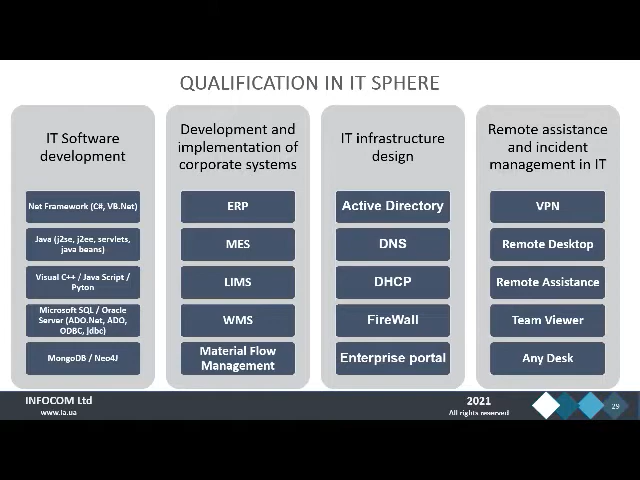 QUALIFICATION IN IT SPHERE
IT Software
development
Net Framework (C#, VB.Net)
Java (j2se, j2ee, servlets,
java beans)
Visual C++ / Java Script /
Pyton
Microsoft SQL / Oracle
Server (ADO.Net, ADO,
ODBC, jdbc)
MongoDB / Neo4J
Development and
implementation of
corporate systems
ERP
MES
LIMS
WMS
Material Flow
Management
IT infrastructure
design
Active Directory
DNS
DHCP
FireWall
Enterprise portal
Remote assistance
and incident
management in IT
VPN
Remote Desktop
Remote Assistance
Team Viewer
Any Desk
INFOCOM Ltd
www.ia.ua
2021
All rights reserved
29